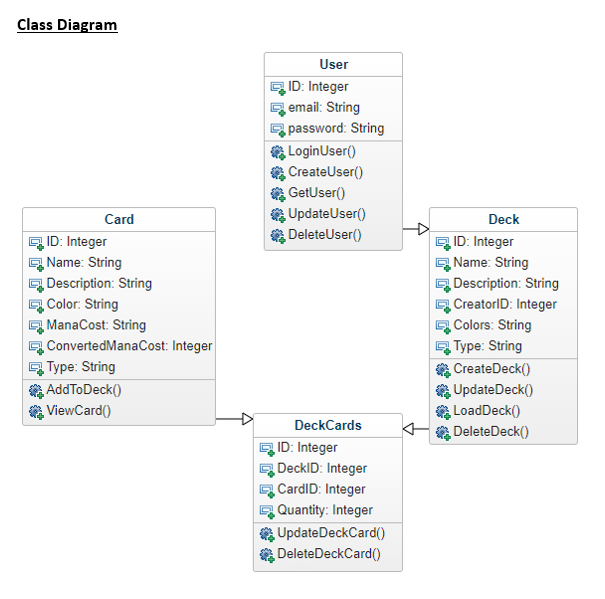 Class Diagram
User
ID: Integer
email: String
password: String
LoginUser()
CreateUser()
GetUser()
UpdateUser()
DeleteUser()
Card
ID: Integer
Name: String
Description: String
Color: String
ManaCost: String
ConvertedManaCost: Integer
Type: String
AddToDeck()
ViewCard()
Deck
ID: Integer
Name: String
Description: String
CreatorID: Integer
Colors: String
Type: String
CreateDeck()
UpdateDeck()
LoadDeck()
DeleteDeck()
DeckCards
ID: Integer
DeckID: Integer
CardID: Integer
Quantity: Integer
UpdateDeckCard()
DeleteDeckCard()